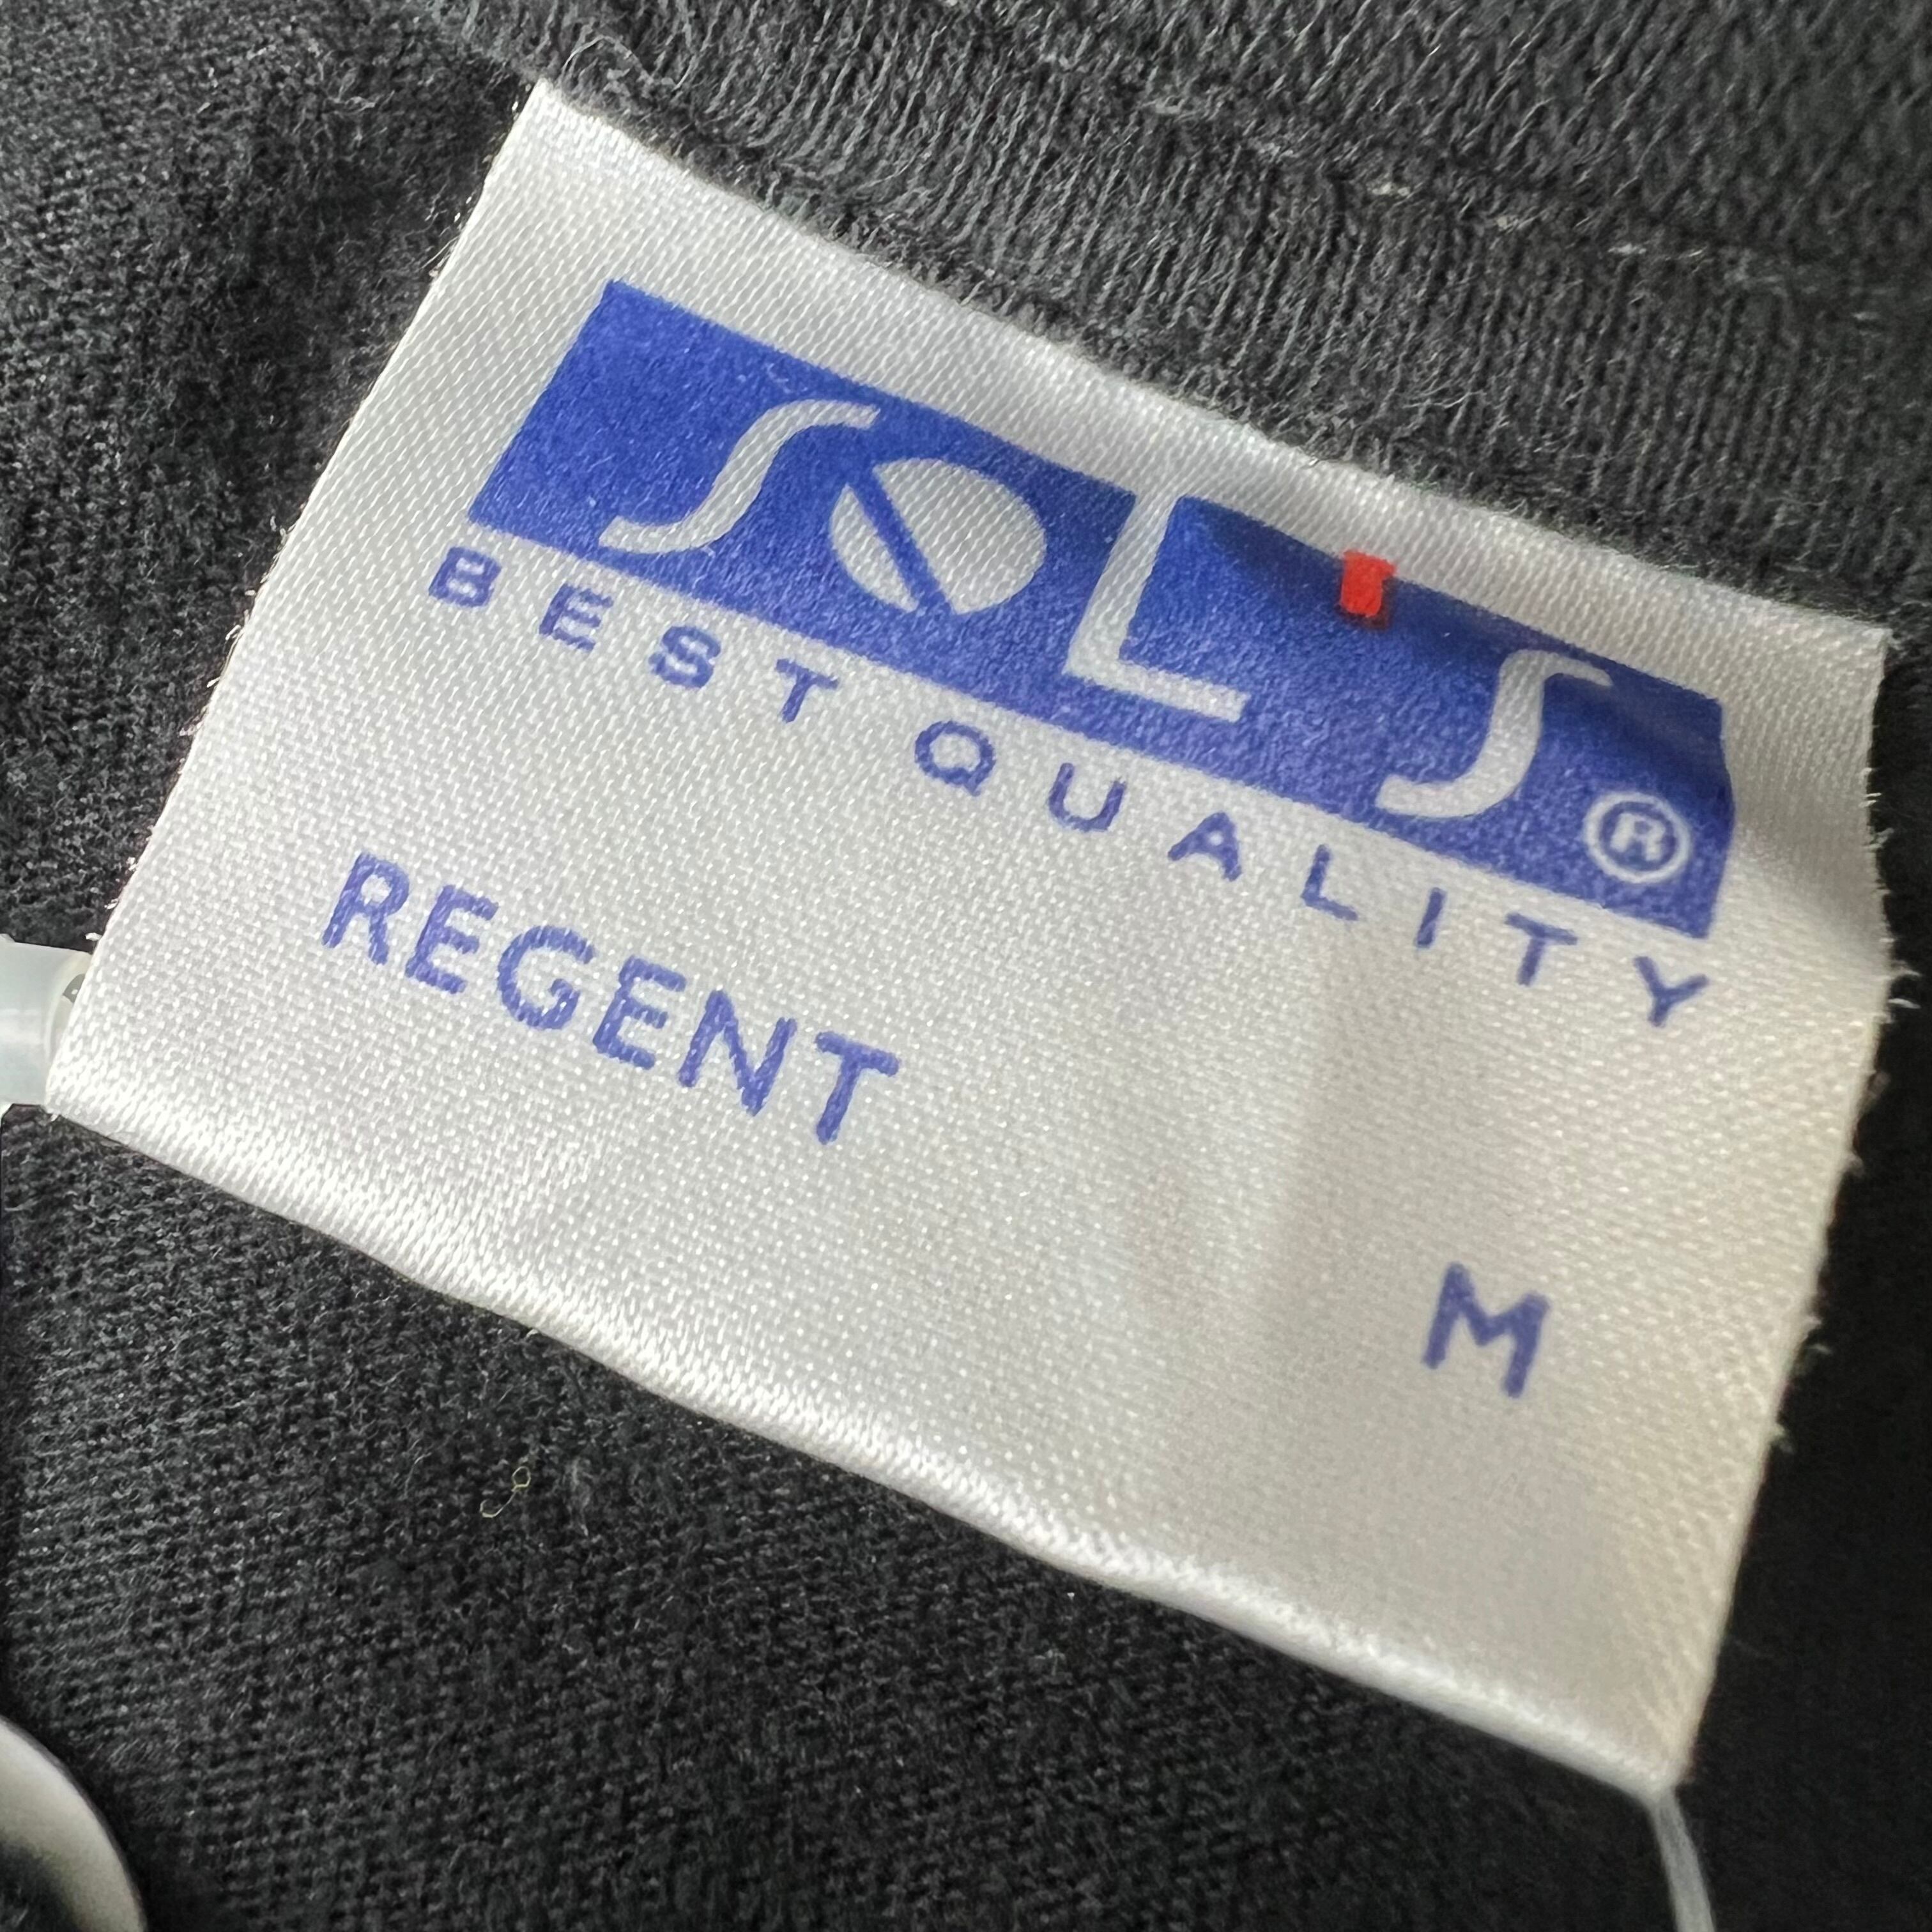 SOL'S®
BEST QUALITY
REGENT
M